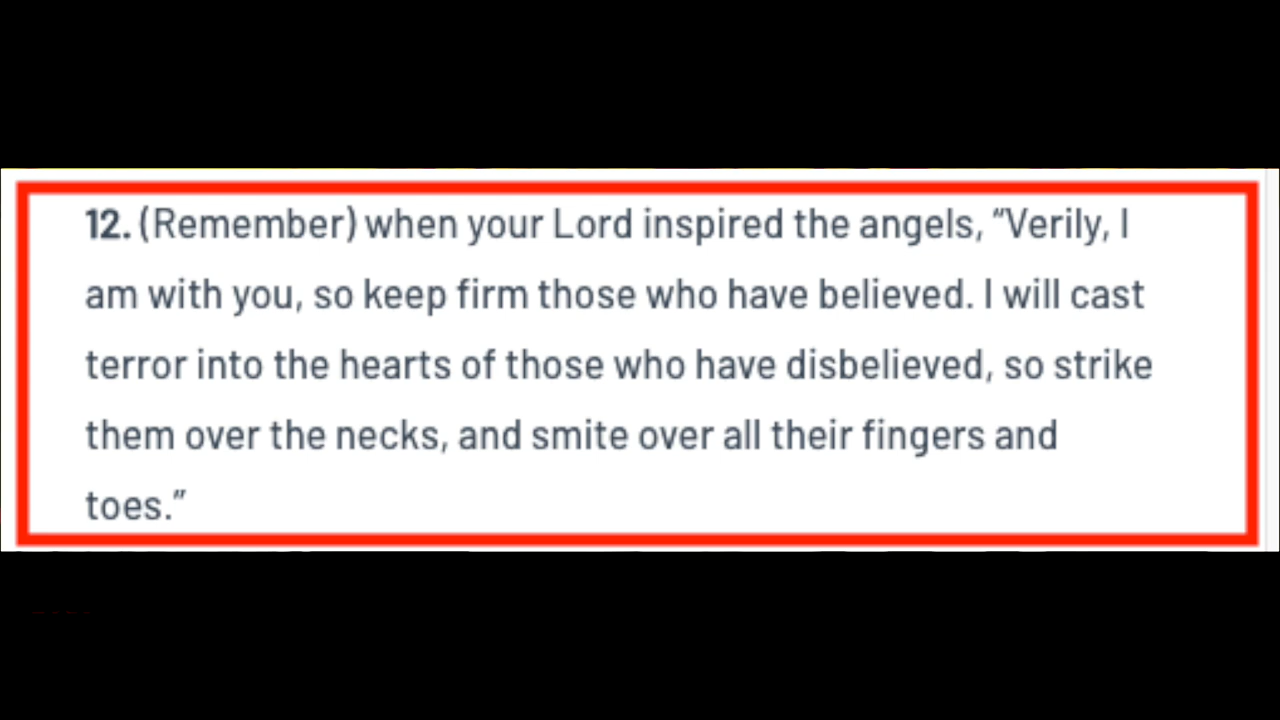 12. (Remember) when your Lord inspired the angels, “Verily, I
am with you, so keep firm those who have believed. I will cast
terror into the hearts of those who have disbelieved, so strike
them over the necks, and smite over all their fingers and
toes.”